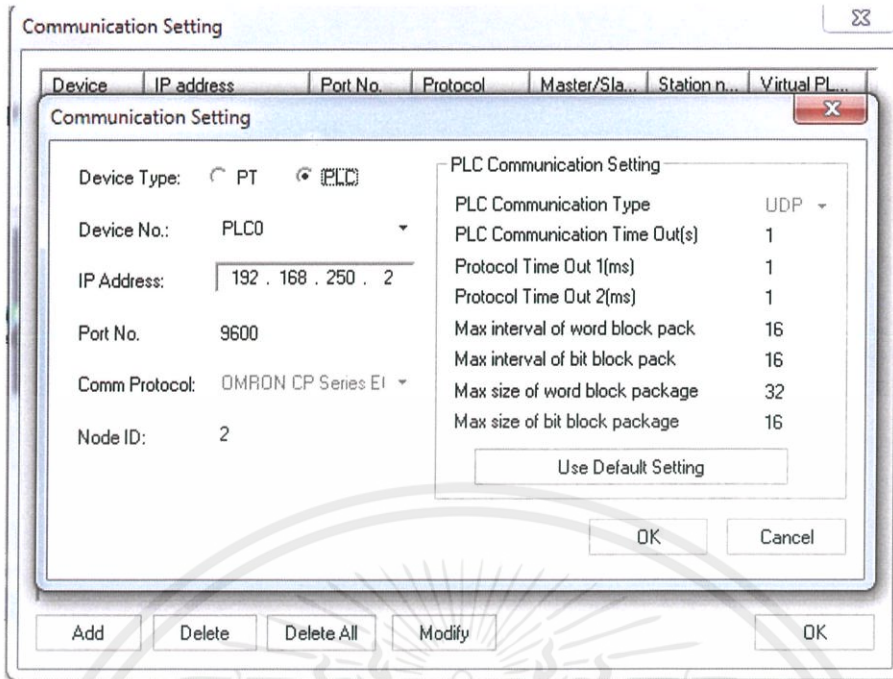 Communication Setting
Device IP address Port No. Protocol Master/Sla... Station n... Virtual PL...
Communication Setting
Device Type: PT PLC
Device No.: PLC0
IP Address: 192 . 168 . 250 . 2
Port No. 9600
Comm Protocol: OMRON CP Series E
Node ID: 2
PLC Communication Setting
PLC Communication Type UDP
PLC Communication Time Out(s) 1
Protocol Time Out 1(ms) 1
Protocol Time Out 2(ms) 1
Max interval of word block pack 16
Max interval of bit block pack 16
Max size of word block package 32
Max size of bit block package 16
Use Default Setting
OK Cancel
Add Delete Delete All Modify OK